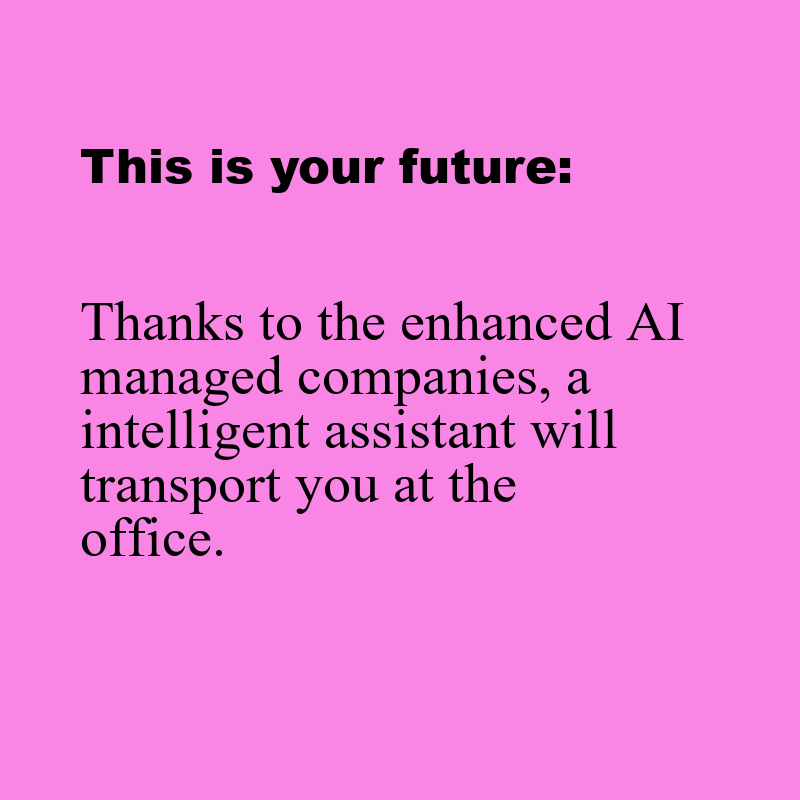 This is your future:
Thanks to the enhanced AI
managed companies, a
intelligent assistant will
transport you at the
office.